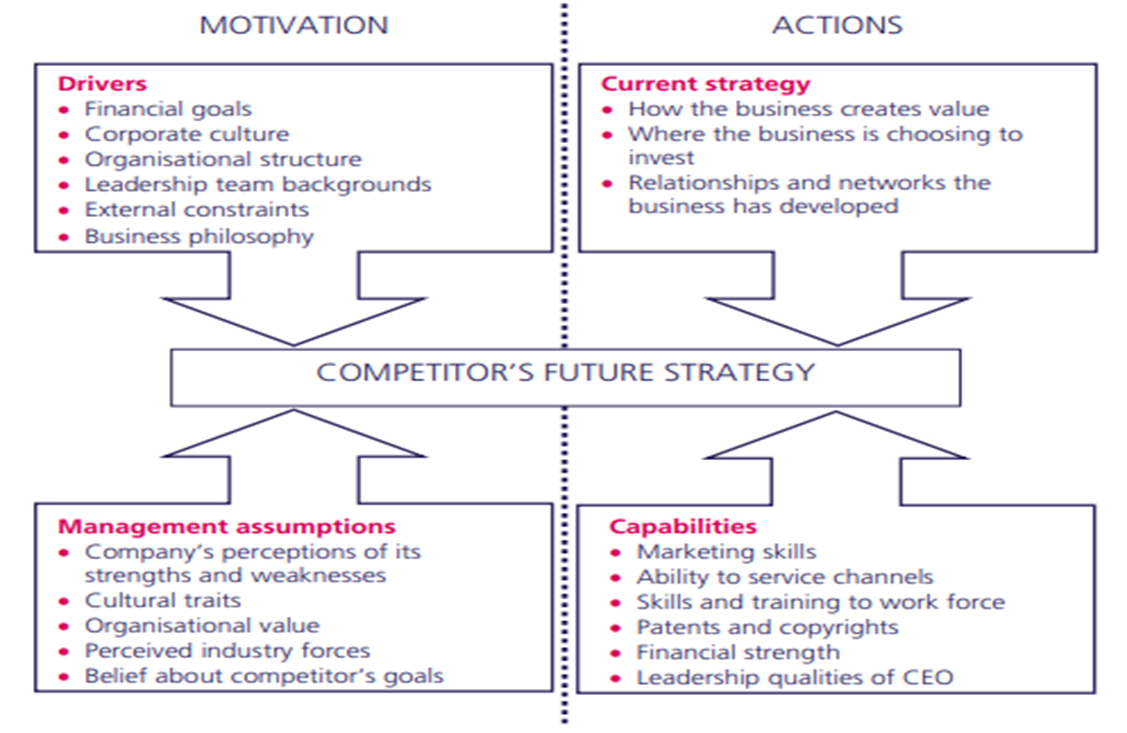 MOTIVATION
ACTIONS
Drivers
• Financial goals
• Corporate culture
• Organisational structure
• Leadership team backgrounds
• External constraints
• Business philosophy
Current strategy
• How the business creates value
• Where the business is choosing to
invest
• Relationships and networks the
business has developed
COMPETITOR'S FUTURE STRATEGY
Management assumptions
• Company's perceptions of its
strengths and weaknesses
• Cultural traits
• Organisational value
• Perceived industry forces
• Belief about competitor's goals
Capabilities
• Marketing skills
• Ability to service channels
• Skills and training to work force
• Patents and copyrights
• Financial strength
• Leadership qualities of CEO